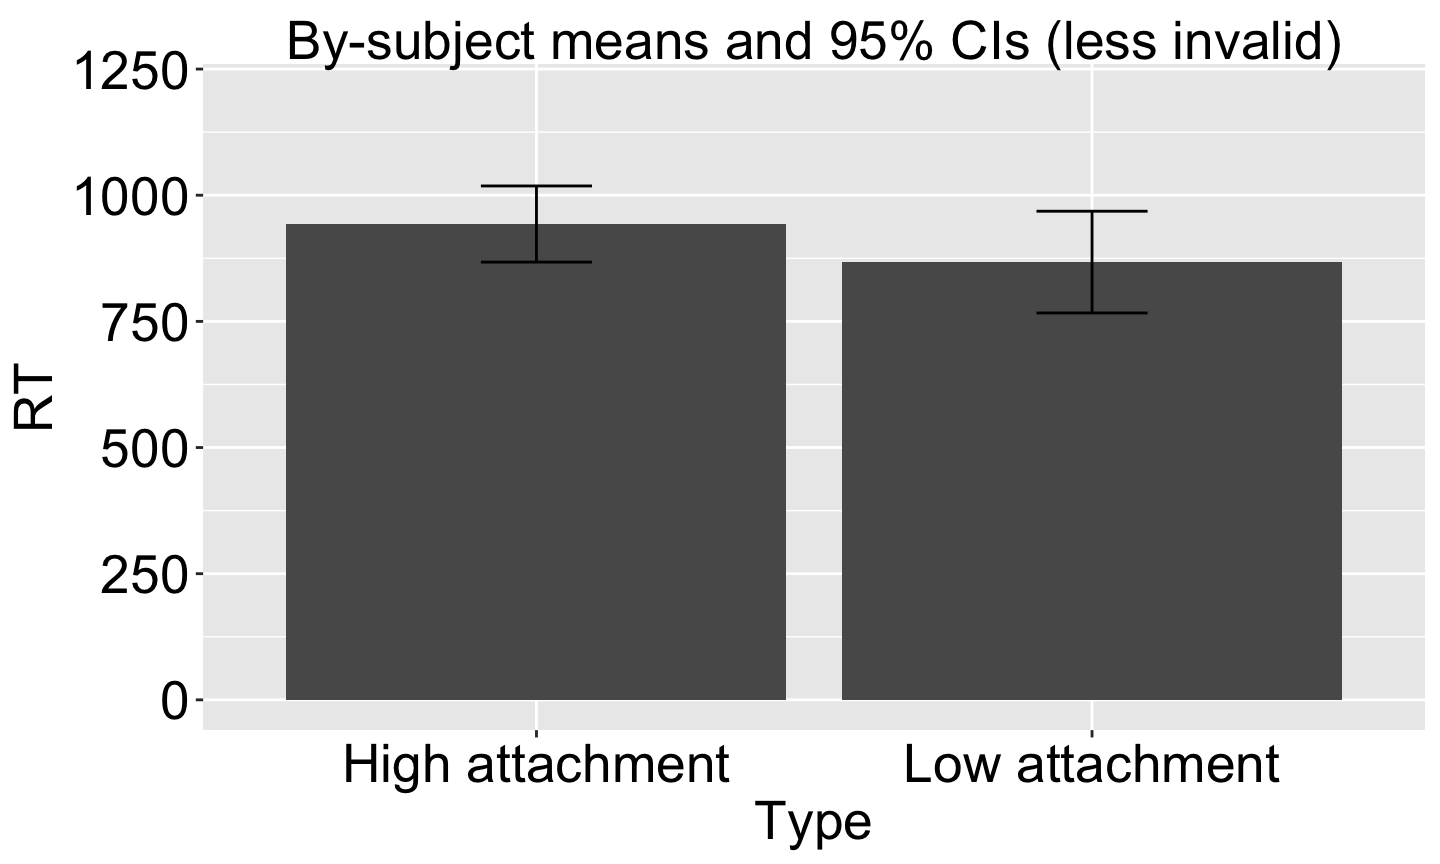 By-subject means and 95% CIs (less invalid)
1250
1000
750
500
250
0
RT
High attachment
Low attachment
Type